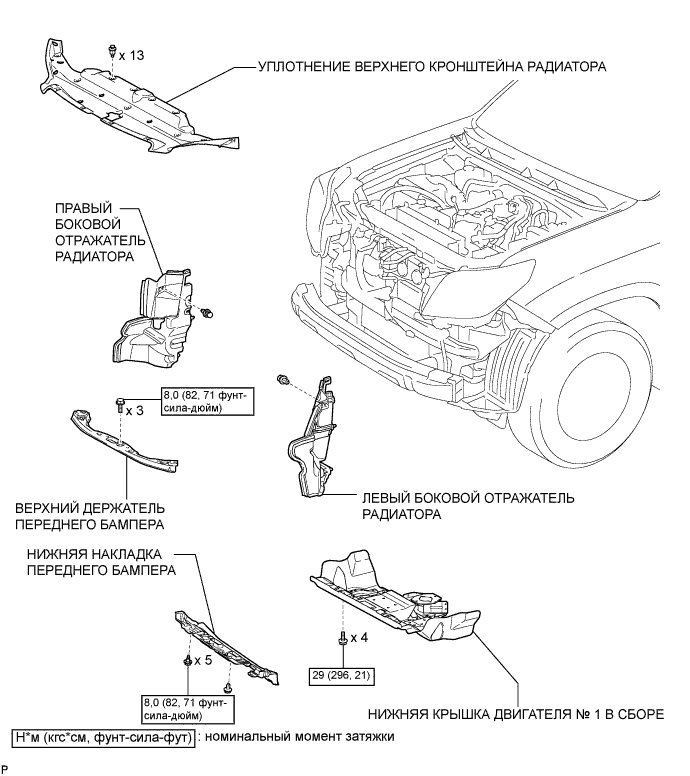 x 13
УПЛОТНЕНИЕ ВЕРХНЕГО КРОНШТЕЙНА РАДИАТОРА
ПРАВЫЙ
БОКОВОЙ
ОТРАЖАТЕЛЬ
РАДИАТОРА
8,0 (82, 71 фунт-
сила-дюйм)
x 3
ВЕРХНИЙ ДЕРЖАТЕЛЬ
ПЕРЕДНЕГО БАМПЕРА
ЛЕВЫЙ БОКОВОЙ ОТРАЖАТЕЛЬ
РАДИАТОРА
НИЖНЯЯ НАКЛАДКА
ПЕРЕДНЕГО БАМПЕРА
x 4
x 5
29 (296, 21)
8,0 (82, 71 фунт-
сила-дюйм)
НИЖНЯЯ КРЫШКА ДВИГАТЕЛЯ № 1 В СБОРЕ
Н*м (кгс*см, фунт-сила-фут) : номинальный момент затяжки
P